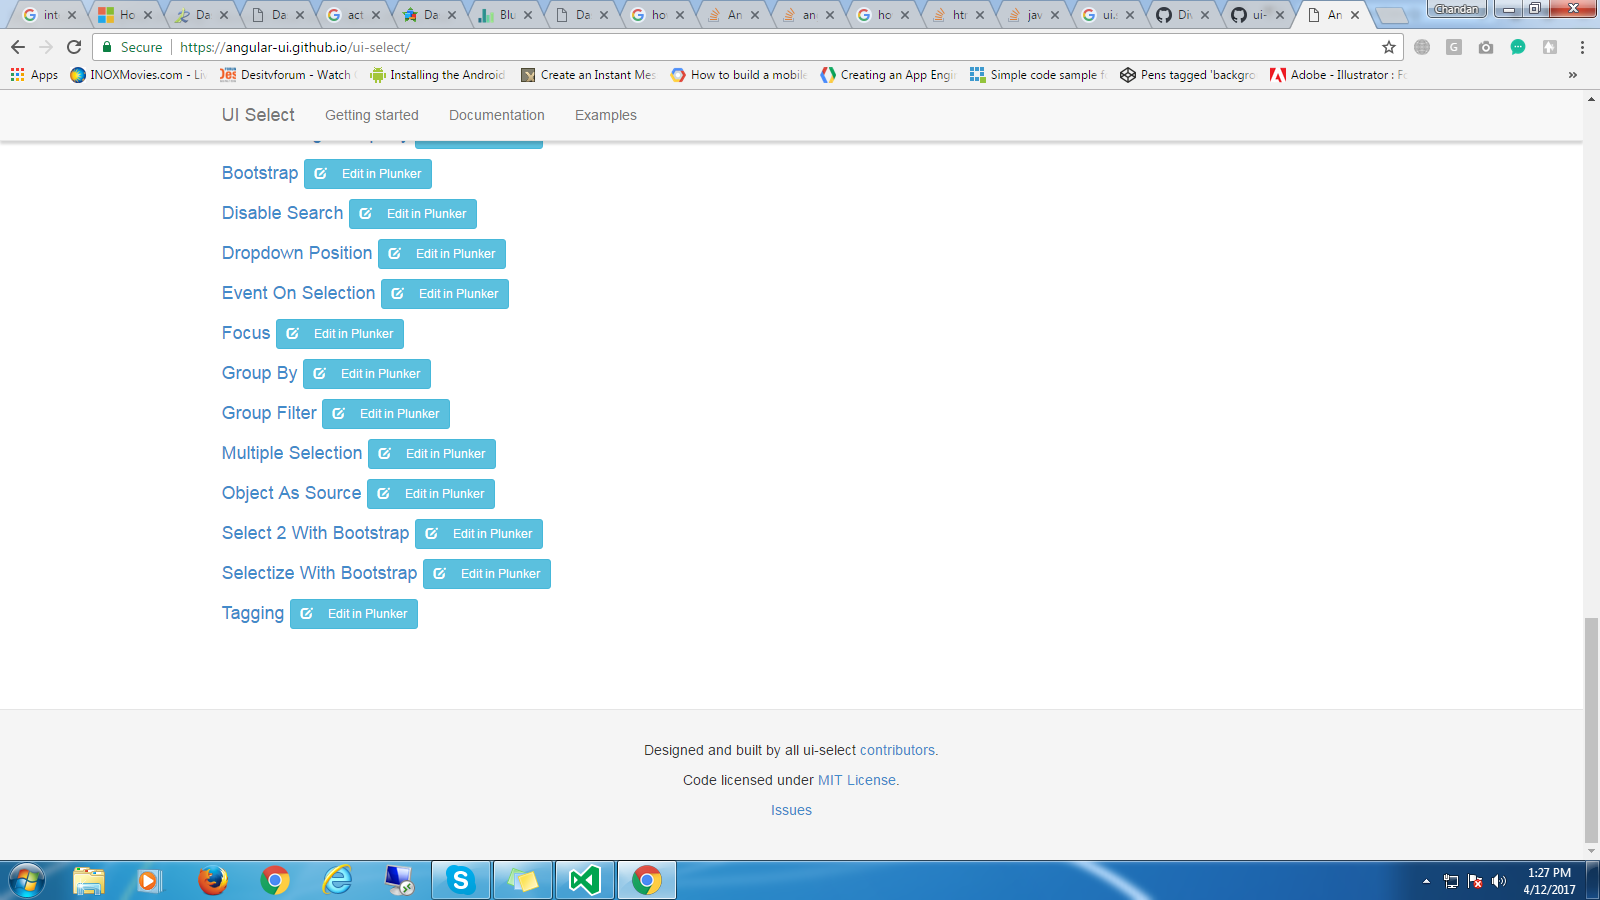 int Ho Da Da act Da Blu Da ho An an ho htr jav ui.s Div ui- An Chandan
Secure https://angular-ui.github.io/ui-select/
Apps INOXMovies.com - Li Desitvforum - Watch Installing the Android Create an Instant Mes How to build a mobile Creating an App Engi Simple code sample f Pens tagged 'backgro Adobe - Illustrator : Fo »
UI Select Getting started Documentation Examples
Bootstrap Edit in Plunker
Disable Search Edit in Plunker
Dropdown Position Edit in Plunker
Event On Selection Edit in Plunker
Focus Edit in Plunker
Group By Edit in Plunker
Group Filter Edit in Plunker
Multiple Selection Edit in Plunker
Object As Source Edit in Plunker
Select 2 With Bootstrap Edit in Plunker
Selectize With Bootstrap Edit in Plunker
Tagging Edit in Plunker
Designed and built by all ui-select contributors.
Code licensed under MIT License.
Issues
1:27 PM
4/12/2017